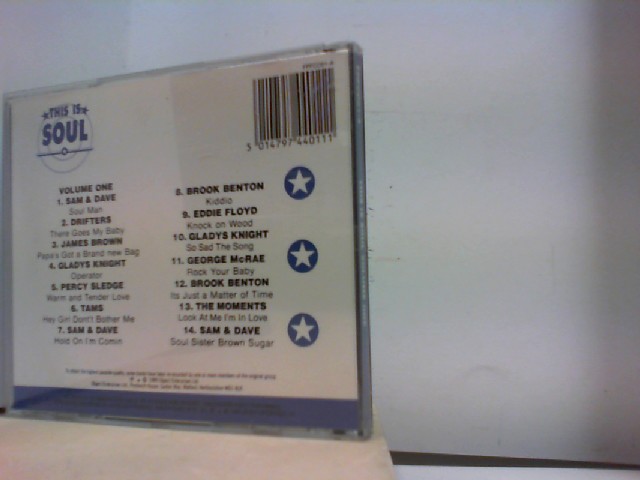 THIS IS
SOUL
5 014797 440111
VOLUME ONE
1. SAM & DAVE
Soul Man
2. DRIFTERS
There Goes My Baby
3. JAMES BROWN
Papa's Got a Brand new Bag
4. GLADYS KNIGHT
Operator
5. PERCY SLEDGE
Warm and Tender Love
6. TAMS
Hey Girl Don't Bother Me
7. SAM & DAVE
Hold On I'm Comin
8. BROOK BENTON
Kiddio
9. EDDIE FLOYD
Knock on Wood
10. GLADYS KNIGHT
So Sad The Song
11. GEORGE McRAE
Rock Your Baby
12. BROOK BENTON
Its Just a Matter of Time
13. THE MOMENTS
Look At Me I'm In Love
14. SAM & DAVE
Soul Sister Brown Sugar